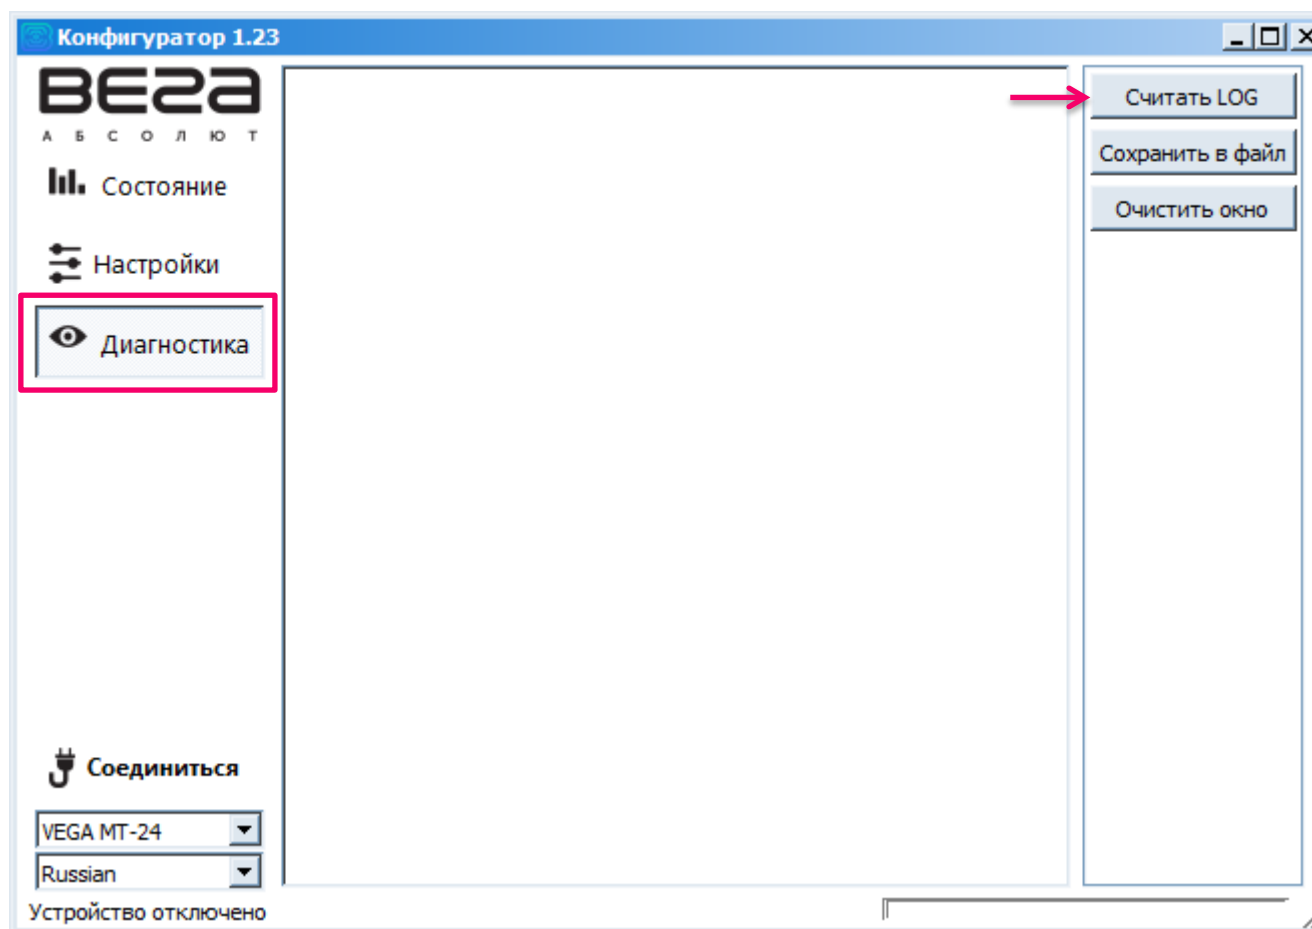 Конфигуратор 1.23
ВЕГА
АБСОЛЮТ
Состояние
Настройки
Диагностика
Соединиться
VEGA MT-24
Russian
Устройство отключено
Считать LOG
Сохранить в файл
Очистить окно